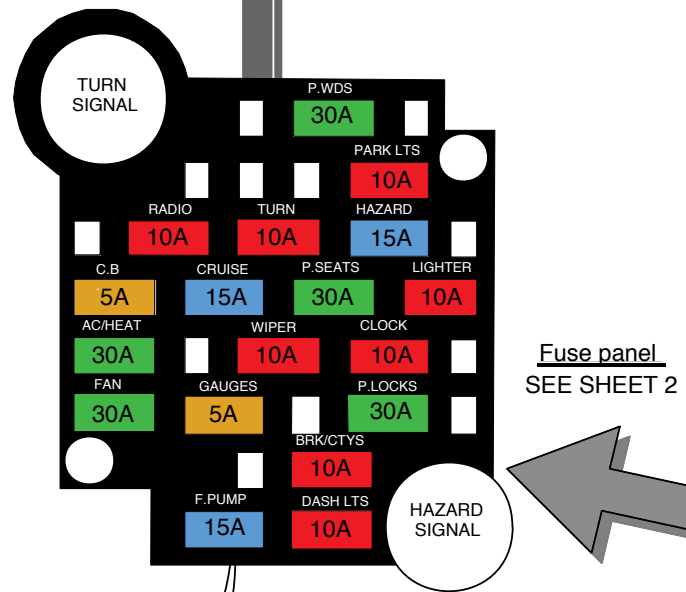 TURN
SIGNAL
P.WDS
30A
PARK LTS
10A
RADIO TURN HAZARD
10A 10A 15A
C.B CRUISE P.SEATS LIGHTER
5A 15A 30A 10A
AC/HEAT WIPER CLOCK
30A 10A 10A
Fuse panel
SEE SHEET 2
FAN GAUGES P.LOCKS
30A 5A 30A
BRK/CTYS
10A
F.PUMP DASH LTS
15A 10A
HAZARD
SIGNAL